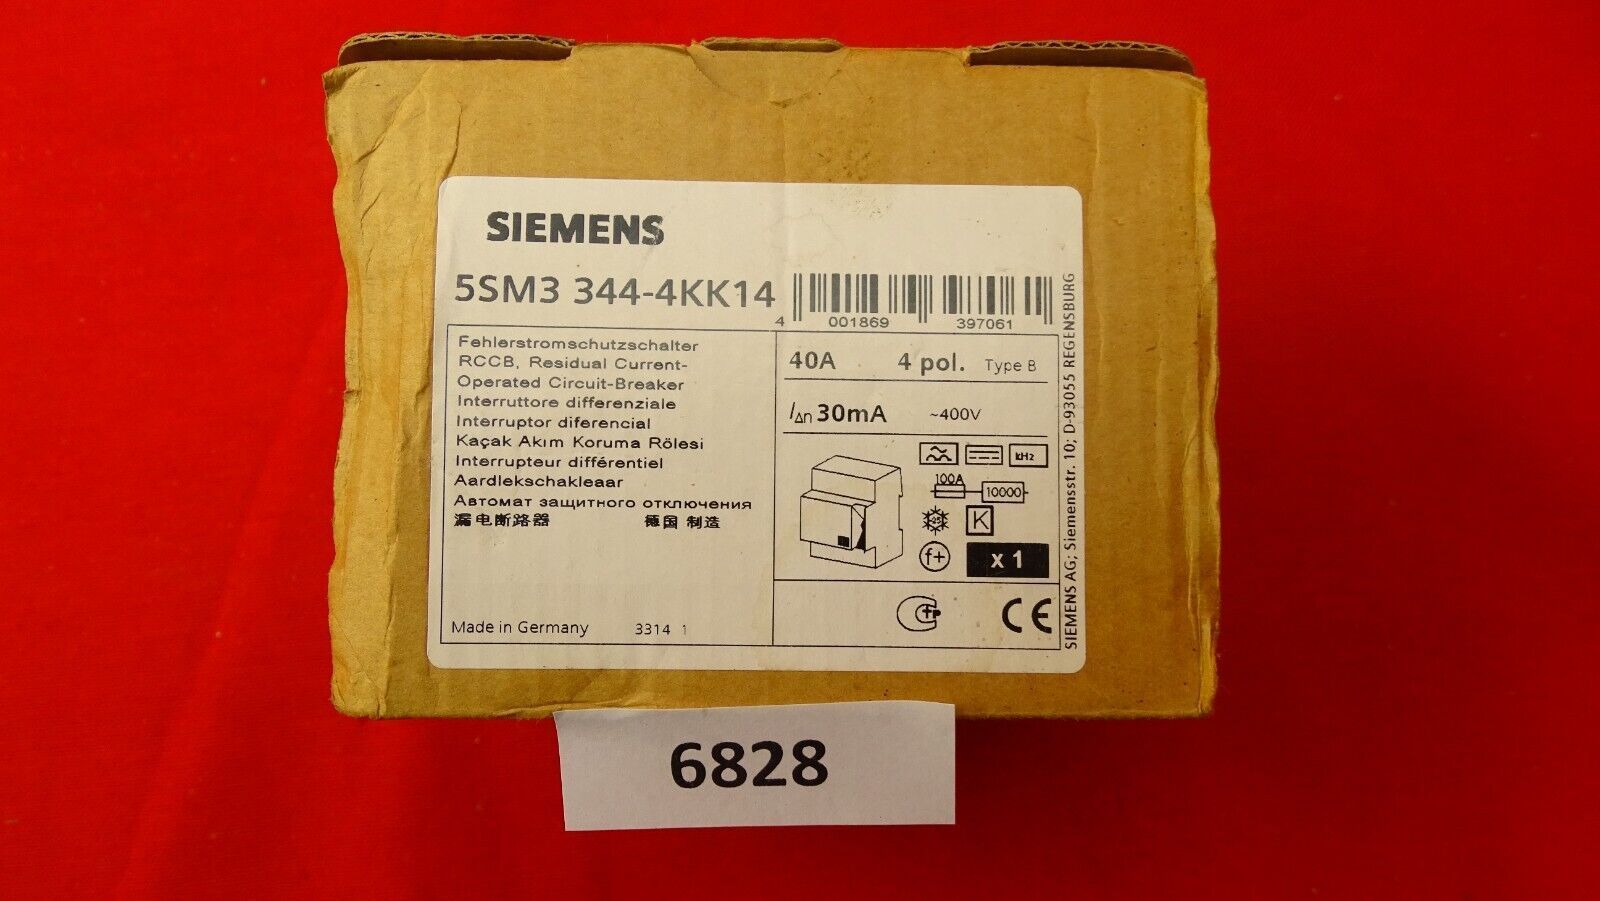 SIEMENS
5SM3 344-4KK14
4 001869 397061
Fehlerstromschutzschalter
RCCB, Residual Current-
Operated Circuit-Breaker
Interruttore differenziale
Interruptor diferencial
Kaçak Akım Koruma Rölesi
Interrupteur différentiel
Aardlekschakleaar
Автомат защитного отключения
漏电断路器 德国 制造
Made in Germany 3314 1
40A 4 pol. Type B
I∆n 30mA ~400V
kHz
100A
10000
-25
K
f+
x 1
CE
SIEMENS AG; Siemensstr. 10; D-93055 REGENSBURG
6828